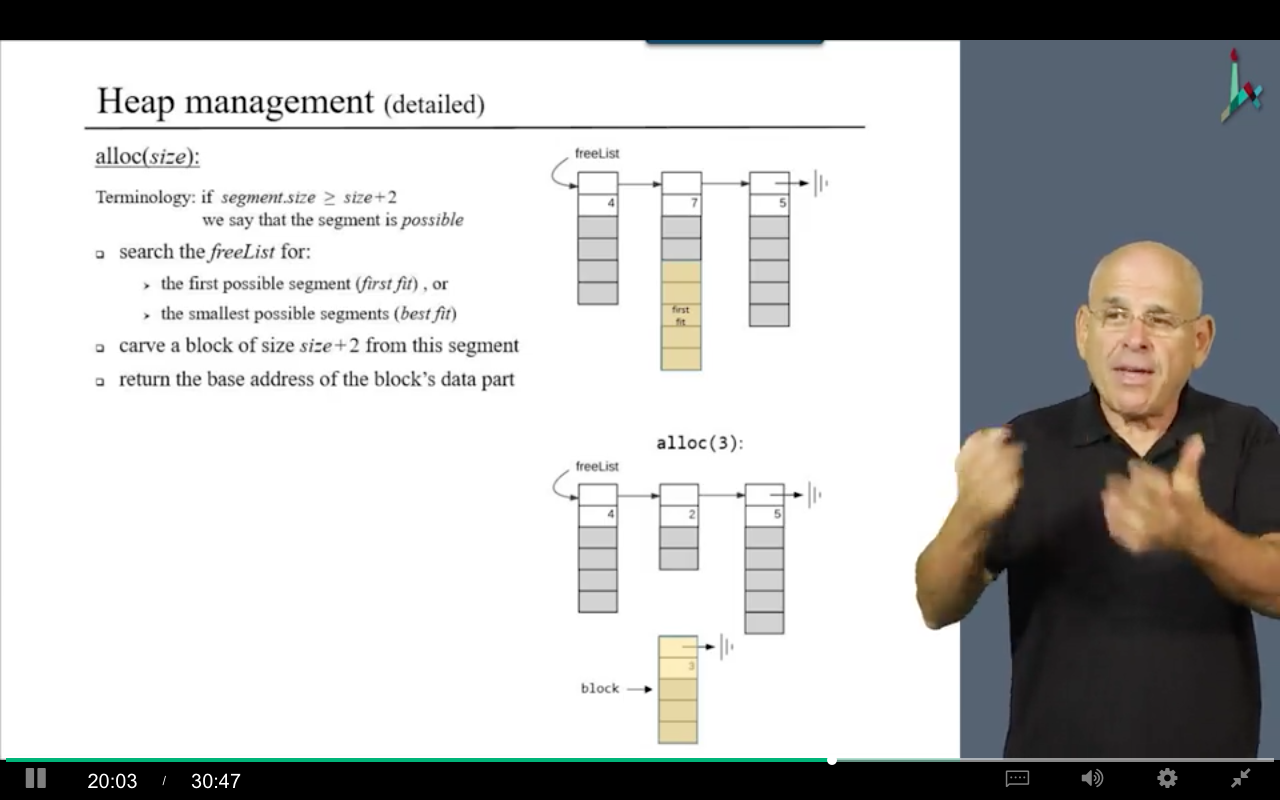 Heap management (detailed)
alloc(size):
Terminology: if segment.size ≥ size+2
we say that the segment is possible
❑ search the freeList for:
➢ the first possible segment (first fit) , or
➢ the smallest possible segments (best fit)
❑ carve a block of size size+2 from this segment
❑ return the base address of the block’s data part
freeList
4 7 5
first
fit
alloc(3):
freeList
4 2 5
3
block
20:03 / 30:47